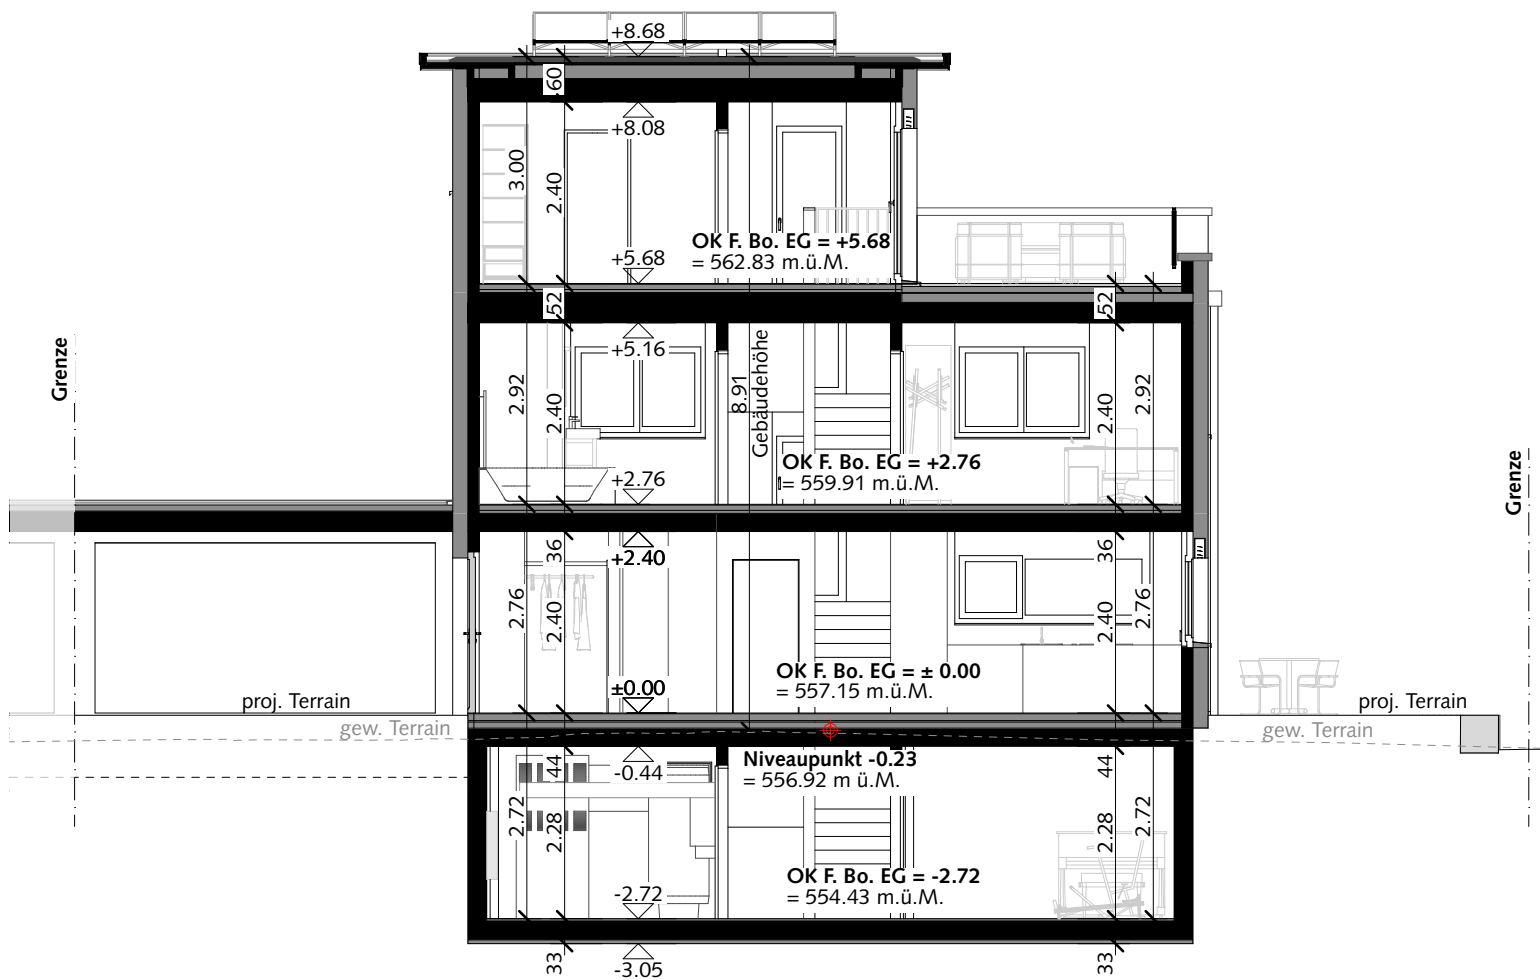 +8.68
60
+8.08
3.00
2.40
OK F. Bo. EG = +5.68
= 562.83 m.ü.M.
+5.68
52
52
Grenze
+5.16
2.92
2.40
8.91
Gebäudehöhe
2.40
2.92
OK F. Bo. EG = +2.76
= 559.91 m.ü.M.
+2.76
Grenze
36
+2.40
36
2.76
2.40
2.40
2.76
OK F. Bo. EG = ± 0.00
= 557.15 m.ü.M.
±0.00
proj. Terrain
proj. Terrain
gew. Terrain
gew. Terrain
Niveaupunkt -0.23
= 556.92 m ü.M.
44
-0.44
44
2.72
2.28
2.28
2.72
OK F. Bo. EG = -2.72
= 554.43 m.ü.M.
-2.72
33
-3.05
33